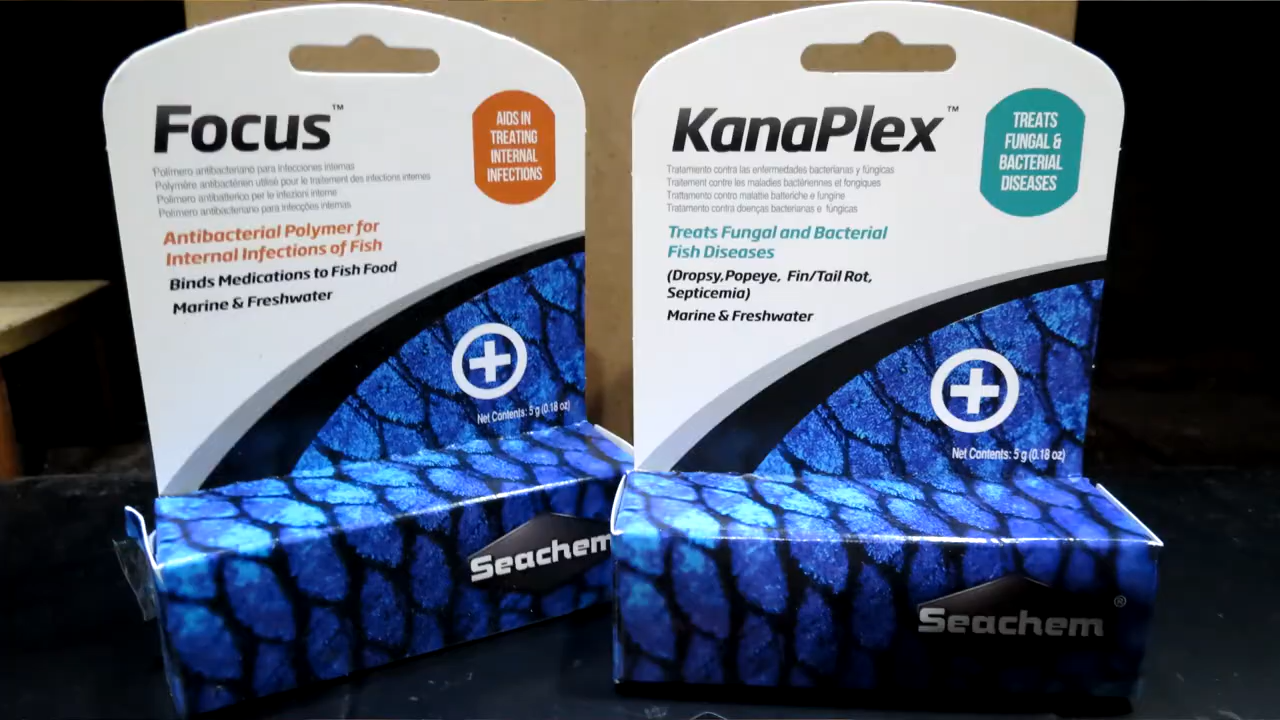 Focus™
AIDS IN
TREATING
INTERNAL
INFECTIONS
Polímero antibacteriano para infecciones internas
Polymère antibactérien utilisé pour le traitement des infections internes
Polimero antibatterico per le infezioni interne
Polímero antibacteriano para infecções internas
Antibacterial Polymer for
Internal Infections of Fish
Binds Medications to Fish Food
Marine & Freshwater
Net Contents: 5 g (0.18 oz)
Seachem
KanaPlex™
TREATS
FUNGAL &
BACTERIAL
DISEASES
Tratamiento contra las enfermedades bacterianas y fúngicas
Traitement contre les maladies bactériennes et fongiques
Trattamento contro malattie batteriche e fungine
Tratamento contra doenças bacterianas e fúngicas
Treats Fungal and Bacterial
Fish Diseases
(Dropsy,Popeye, Fin/Tail Rot,
Septicemia)
Marine & Freshwater
Net Contents: 5 g (0.18 oz)
Seachem®